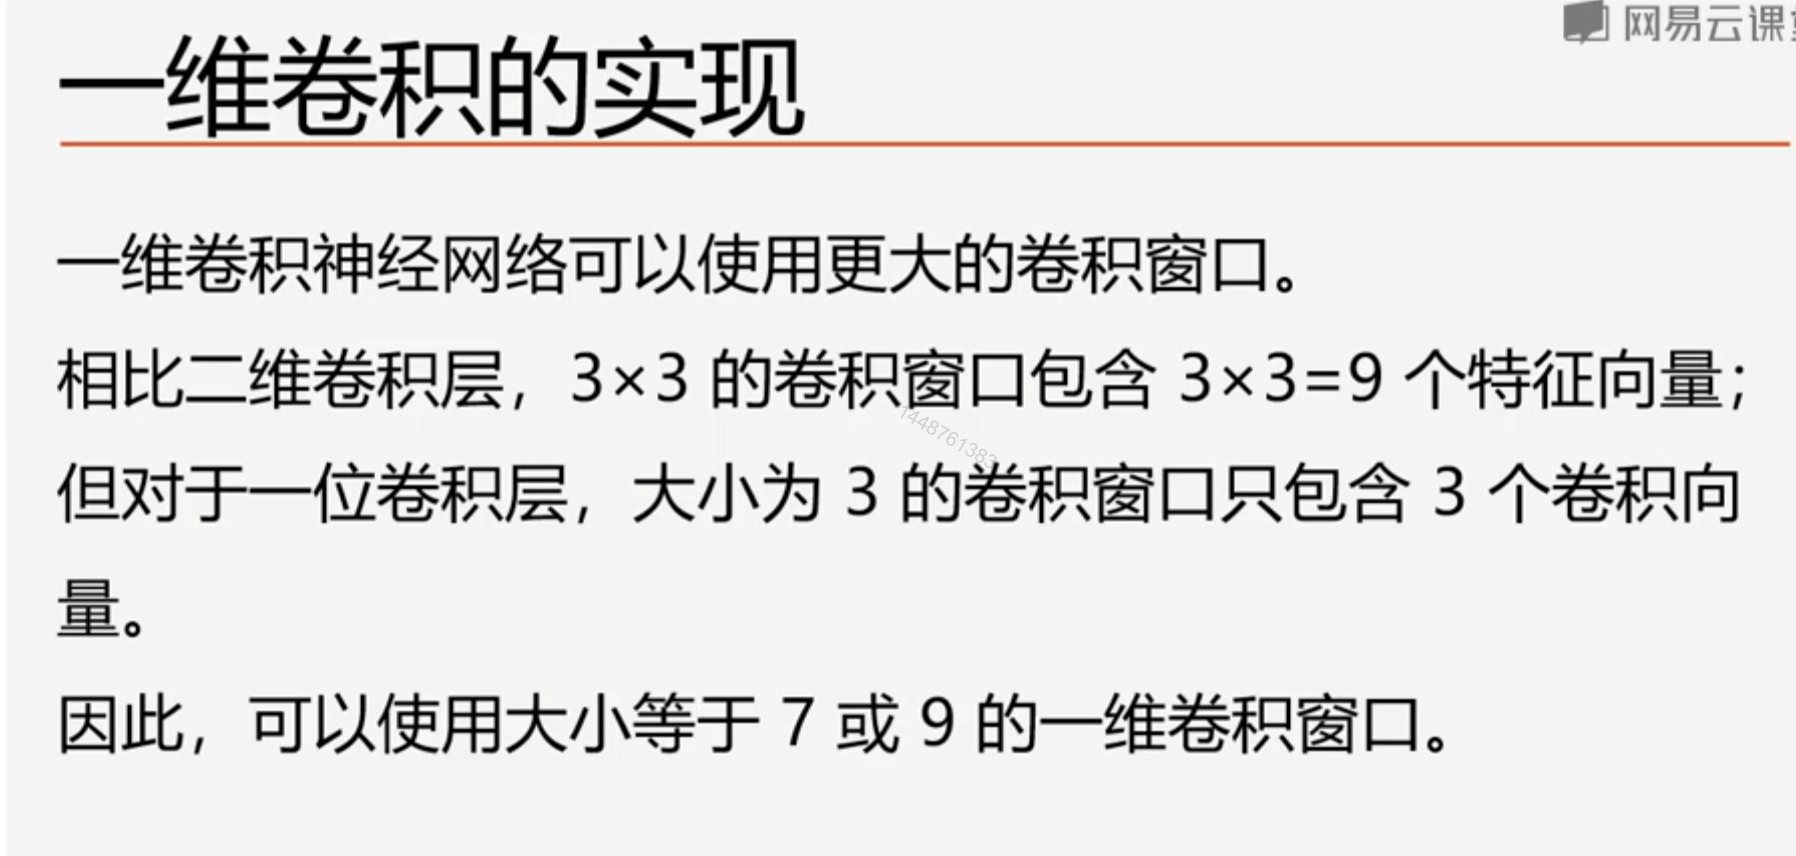 网易云课
一维卷积的实现
一维卷积神经网络可以使用更大的卷积窗口。
相比二维卷积层，3×3 的卷积窗口包含 3×3=9 个特征向量；
但对于一位卷积层，大小为 3 的卷积窗口只包含 3 个卷积向
量。
因此，可以使用大小等于 7 或 9 的一维卷积窗口。
1448761383